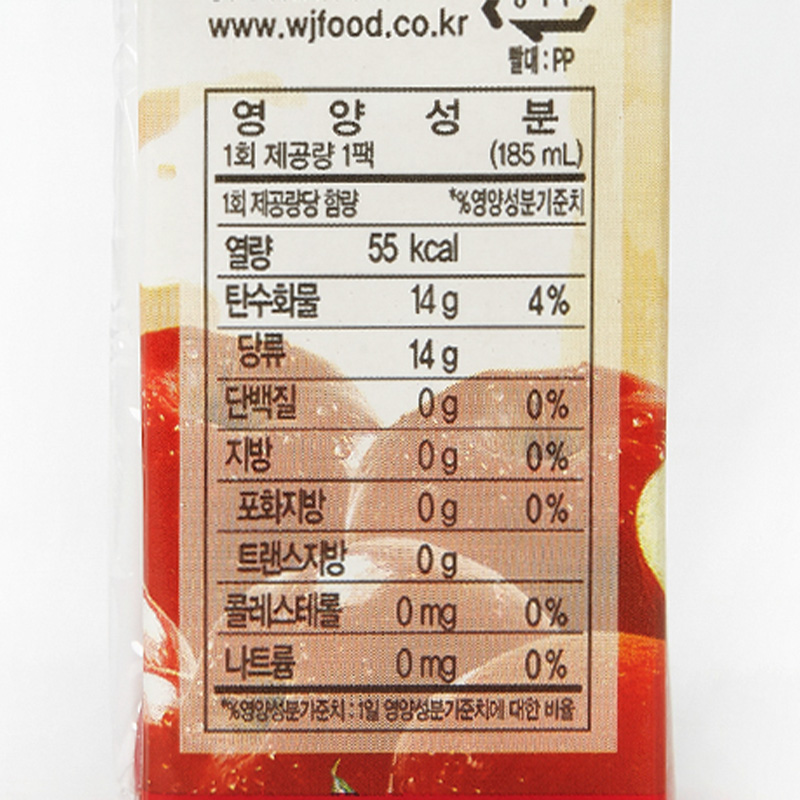 www.wjfood.co.kr
빨대 : PP
영 양 성 분
1회 제공량 1팩 (185 mL)
1회 제공량당 함량 *%영양성분기준치
열량 55 kcal
탄수화물 14 g 4%
당류 14 g
단백질 0 g 0%
지방 0 g 0%
포화지방 0 g 0%
트랜스지방 0 g
콜레스테롤 0 mg 0%
나트륨 0 mg 0%
*%영양성분기준치 : 1일 영양성분기준치에 대한 비율